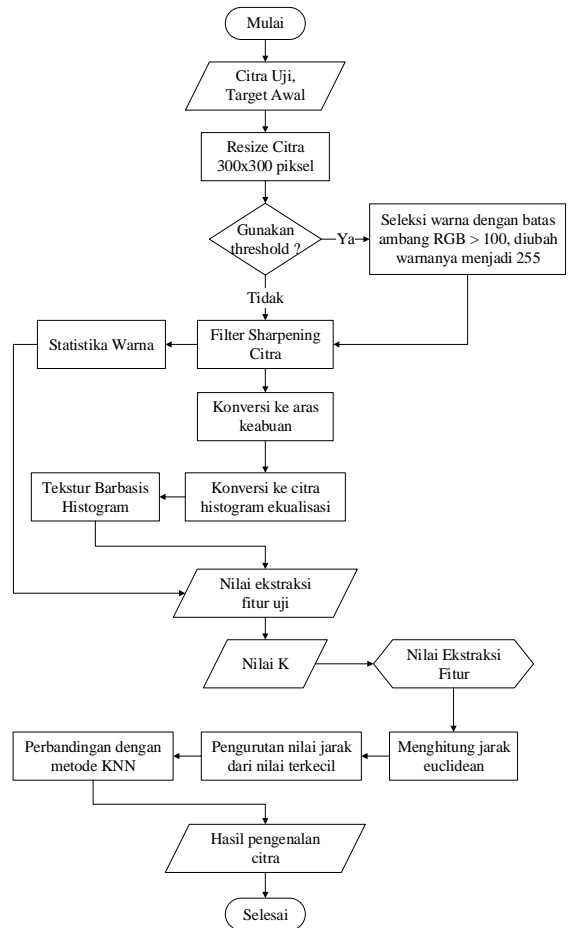 Mulai
Citra Uji,
Target Awal
Resize Citra
300x300 piksel
Gunakan
threshold ?
Ya
Seleksi warna dengan batas
ambang RGB > 100, diubah
warnanya menjadi 255
Tidak
Statistika Warna
Filter Sharpening
Citra
Konversi ke aras
keabuan
Tekstur Barbasis
Histogram
Konversi ke citra
histogram ekualisasi
Nilai ekstraksi
fitur uji
Nilai K
Nilai Ekstraksi
Fitur
Perbandingan dengan
metode KNN
Pengurutan nilai jarak
dari nilai terkecil
Menghitung jarak
euclidean
Hasil pengenalan
citra
Selesai